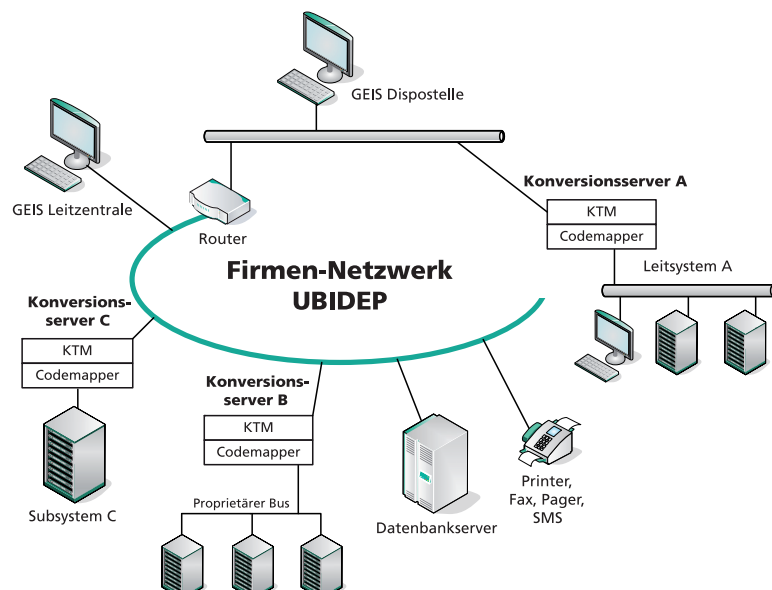 GEIS Dispostelle
GEIS Leitzentrale
Router
Konversionsserver A
KTM
Codemapper
Leitsystem A
Firmen-Netzwerk
UBIDEP
Konversions-
server C
KTM
Codemapper
Subsystem C
Konversions-
server B
KTM
Codemapper
Proprietärer Bus
Datenbankserver
Printer,
Fax, Pager,
SMS